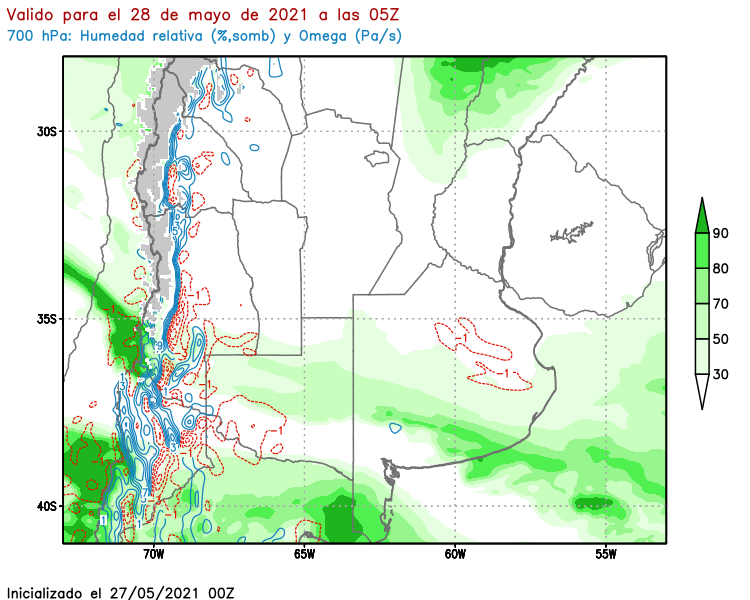 Valido para el 28 de mayo de 2021 a las 05Z
700 hPa: Humedad relativa (%,somb) y Omega (Pa/s)
30S
35S
40S
70W
65W
60W
55W
90
80
70
50
30
-1
-1
-1
1
1
Inicializado el 27/05/2021 00Z